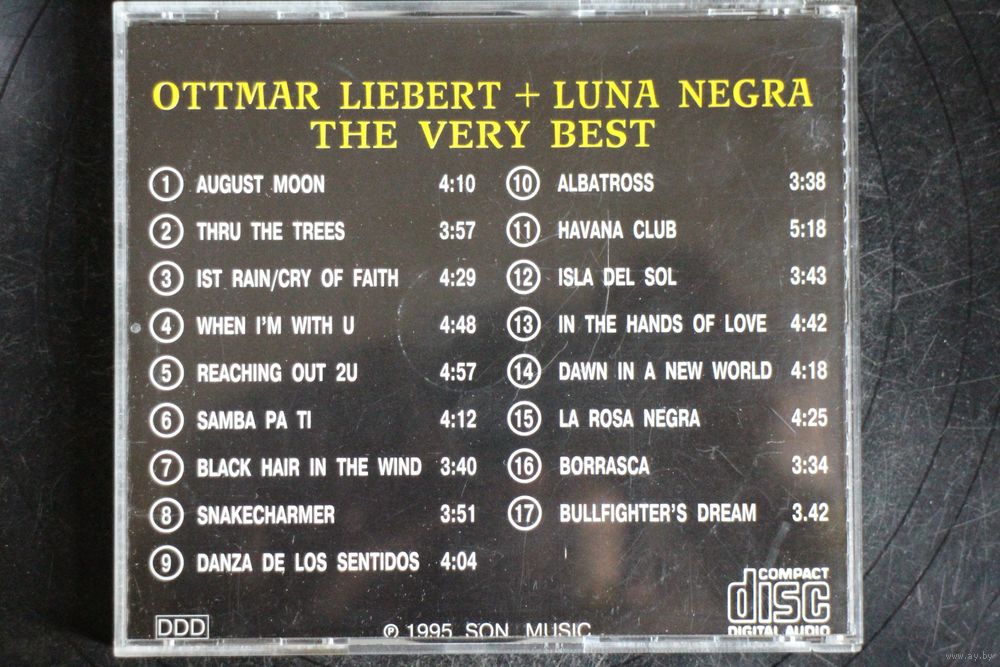 OTTMAR LIEBERT + LUNA NEGRA
THE VERY BEST
1 AUGUST MOON 4:10
2 THRU THE TREES 3:57
3 IST RAIN/CRY OF FAITH 4:29
4 WHEN I'M WITH U 4:48
5 REACHING OUT 2U 4:57
6 SAMBA PA TI 4:12
7 BLACK HAIR IN THE WIND 3:40
8 SNAKECHARMER 3:51
9 DANZA DE LOS SENTIDOS 4:04
10 ALBATROSS 3:38
11 HAVANA CLUB 5:18
12 ISLA DEL SOL 3:43
13 IN THE HANDS OF LOVE 4:42
14 DAWN IN A NEW WORLD 4:18
15 LA ROSA NEGRA 4:25
16 BORRASCA 3:34
17 BULLFIGHTER'S DREAM 3.42
DDD
℗ 1995 SON MUSIC
COMPACT
disc
DIGITAL AUDIO
www.ay.by